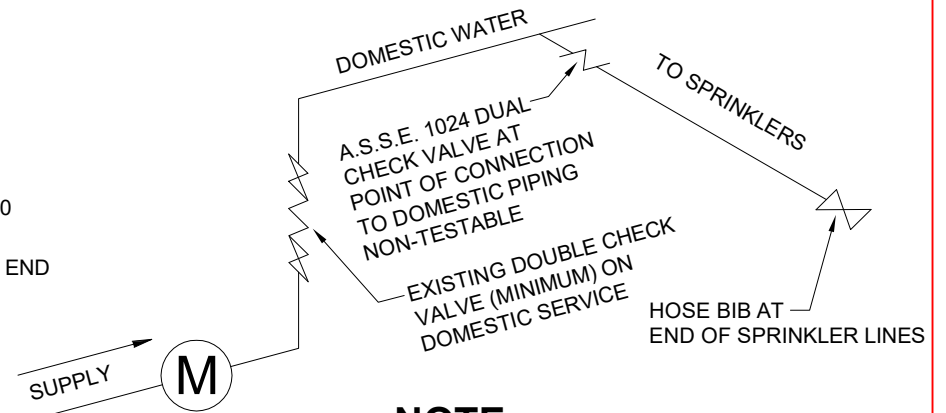 DOMESTIC WATER
TO SPRINKLERS
A.S.S.E. 1024 DUAL
CHECK VALVE AT
POINT OF CONNECTION
TO DOMESTIC PIPING
NON-TESTABLE
0
END
EXISTING DOUBLE CHECK
VALVE (MINIMUM) ON
DOMESTIC SERVICE
HOSE BIB AT
END OF SPRINKLER LINES
SUPPLY
M
NOTE